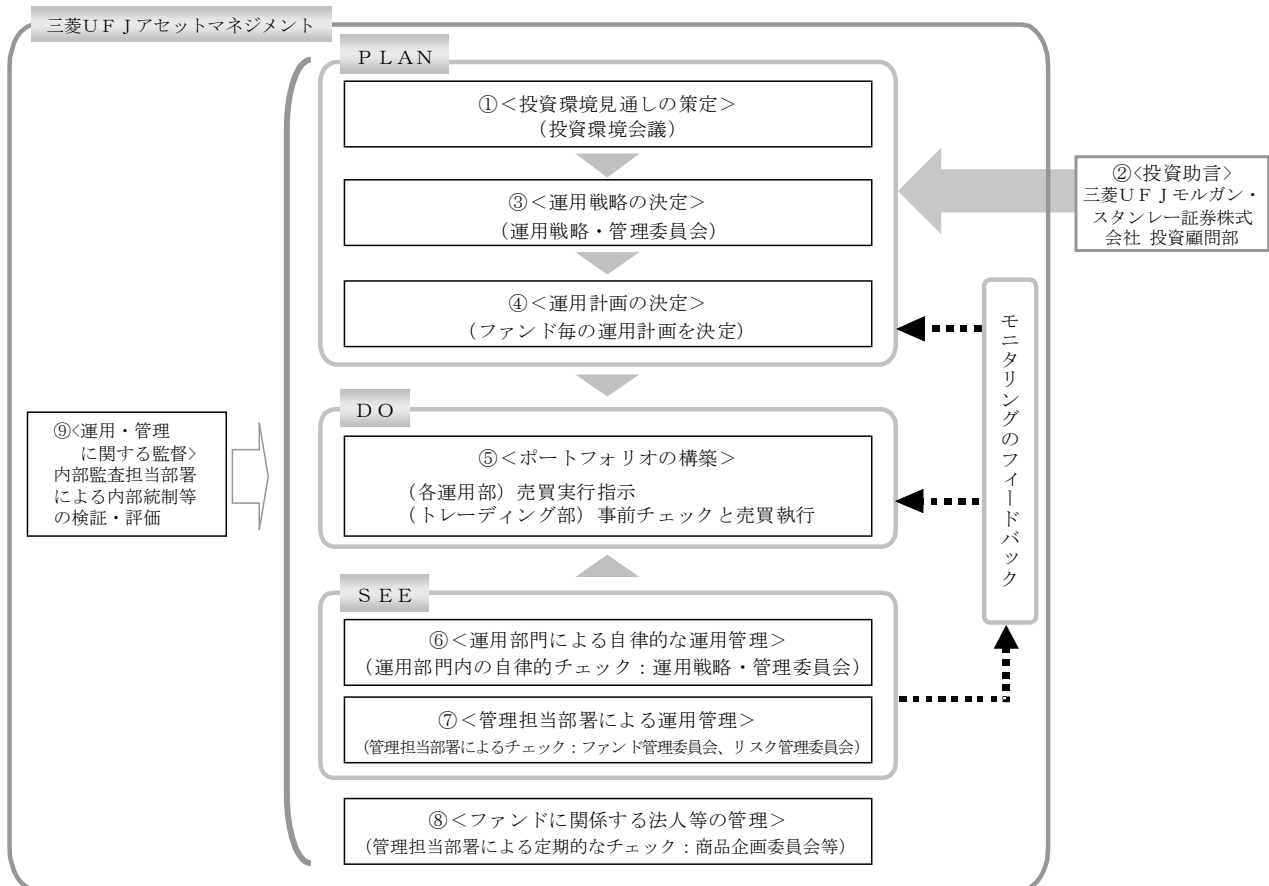 三菱ＵＦＪアセットマネジメント
ＰＬＡＮ
①＜投資環境見通しの策定＞
（投資環境会議）
②<投資助言>
三菱ＵＦＪモルガン・
スタンレー証券株式
会社 投資顧問部
③＜運用戦略の決定＞
（運用戦略・管理委員会）
④＜運用計画の決定＞
（ファンド毎の運用計画を決定）
モニタリングのフィードバック
ＤＯ
⑤＜ポートフォリオの構築＞
（各運用部）売買実行指示
（トレーディング部）事前チェックと売買執行
ＳＥＥ
⑥＜運用部門による自律的な運用管理＞
（運用部門内の自律的チェック：運用戦略・管理委員会）
⑦＜管理担当部署による運用管理＞
（管理担当部署によるチェック：ファンド管理委員会、リスク管理委員会）
⑧＜ファンドに関係する法人等の管理＞
（管理担当部署による定期的なチェック：商品企画委員会等）
⑨<運用・管理
に関する監督>
内部監査担当部署
による内部統制等
の検証・評価